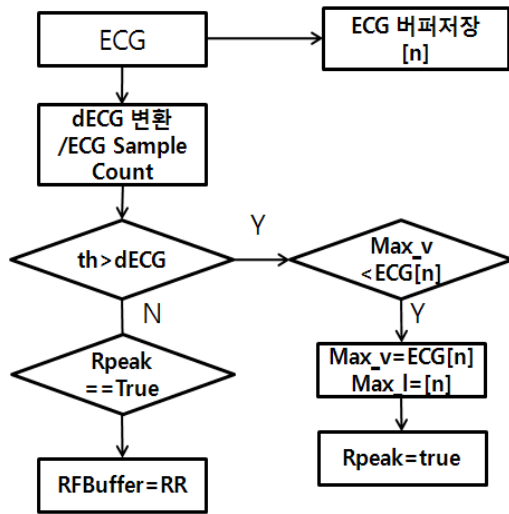 ECG
ECG 버퍼저장
[n]
dECG 변환
/ECG Sample
Count
th>dECG
Y
Max_v
<ECG[n]
N
Y
Rpeak
==True
Max_v=ECG[n]
Max_l=[n]
RFBuffer=RR
Rpeak=true